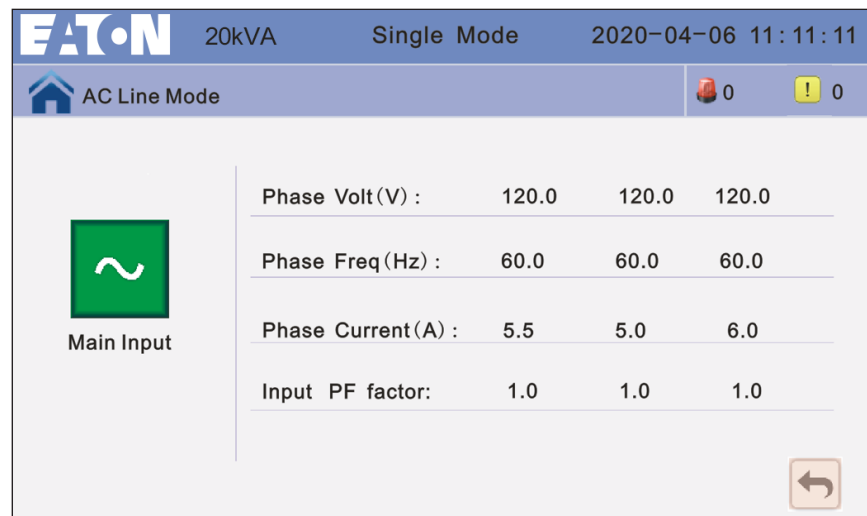 EATON 20kVA Single Mode 2020-04-06 11:11:11
AC Line Mode 0 ! 0
Phase Volt(V): 120.0 120.0 120.0
Phase Freq(Hz): 60.0 60.0 60.0
Main Input
Phase Current(A): 5.5 5.0 6.0
Input PF factor: 1.0 1.0 1.0